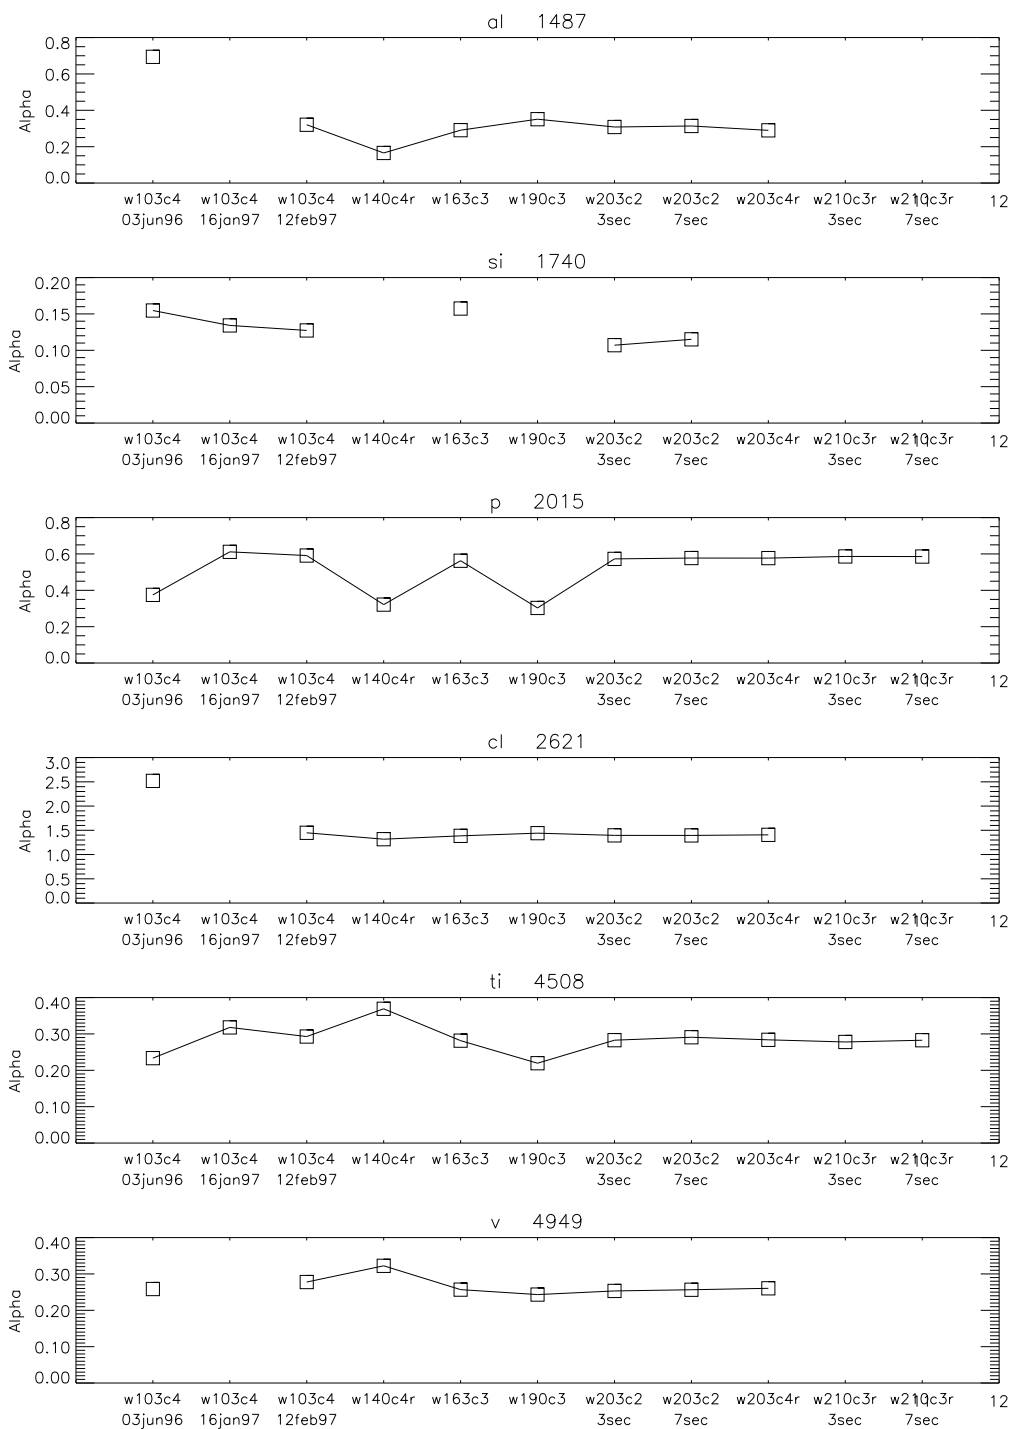 al 1487
0.8
0.6
0.4
0.2
0.0
Alpha
w103c4 w103c4 w103c4 w140c4r w163c3 w190c3 w203c2 w203c2 w203c4r w210c3r w210c3r 12
03jun96 16jan97 12feb97 3sec 7sec 3sec 7sec
si 1740
0.20
0.15
0.10
0.05
0.00
Alpha
w103c4 w103c4 w103c4 w140c4r w163c3 w190c3 w203c2 w203c2 w203c4r w210c3r w210c3r 12
03jun96 16jan97 12feb97 3sec 7sec 3sec 7sec
p 2015
0.8
0.6
0.4
0.2
0.0
Alpha
w103c4 w103c4 w103c4 w140c4r w163c3 w190c3 w203c2 w203c2 w203c4r w210c3r w210c3r 12
03jun96 16jan97 12feb97 3sec 7sec 3sec 7sec
cl 2621
3.0
2.5
2.0
1.5
1.0
0.5
0.0
Alpha
w103c4 w103c4 w103c4 w140c4r w163c3 w190c3 w203c2 w203c2 w203c4r w210c3r w210c3r 12
03jun96 16jan97 12feb97 3sec 7sec 3sec 7sec
ti 4508
0.40
0.30
0.20
0.10
0.00
Alpha
w103c4 w103c4 w103c4 w140c4r w163c3 w190c3 w203c2 w203c2 w203c4r w210c3r w210c3r 12
03jun96 16jan97 12feb97 3sec 7sec 3sec 7sec
v 4949
0.40
0.30
0.20
0.10
0.00
Alpha
w103c4 w103c4 w103c4 w140c4r w163c3 w190c3 w203c2 w203c2 w203c4r w210c3r w210c3r 12
03jun96 16jan97 12feb97 3sec 7sec 3sec 7sec